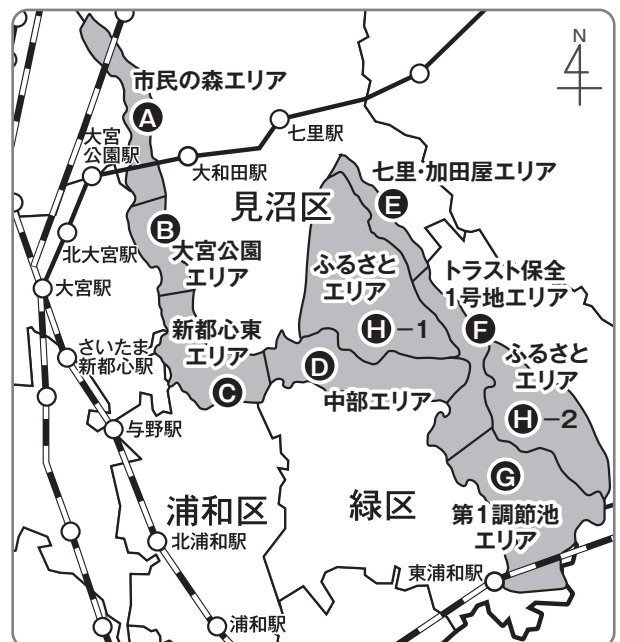 N
市民の森エリア
A
大宮
公園駅
七里駅
大和田駅
七里・加田屋エリア
見沼区
E
B
大宮公園
エリア
北大宮駅
大宮駅
ふるさと
エリア
H-1
トラスト保全
1号地エリア
F
新都心東
エリア
さいたま
新都心駅
C
D
中部エリア
ふるさと
エリア
H-2
与野駅
G
浦和区
緑区
第1調節池
エリア
北浦和駅
東浦和駅
浦和駅